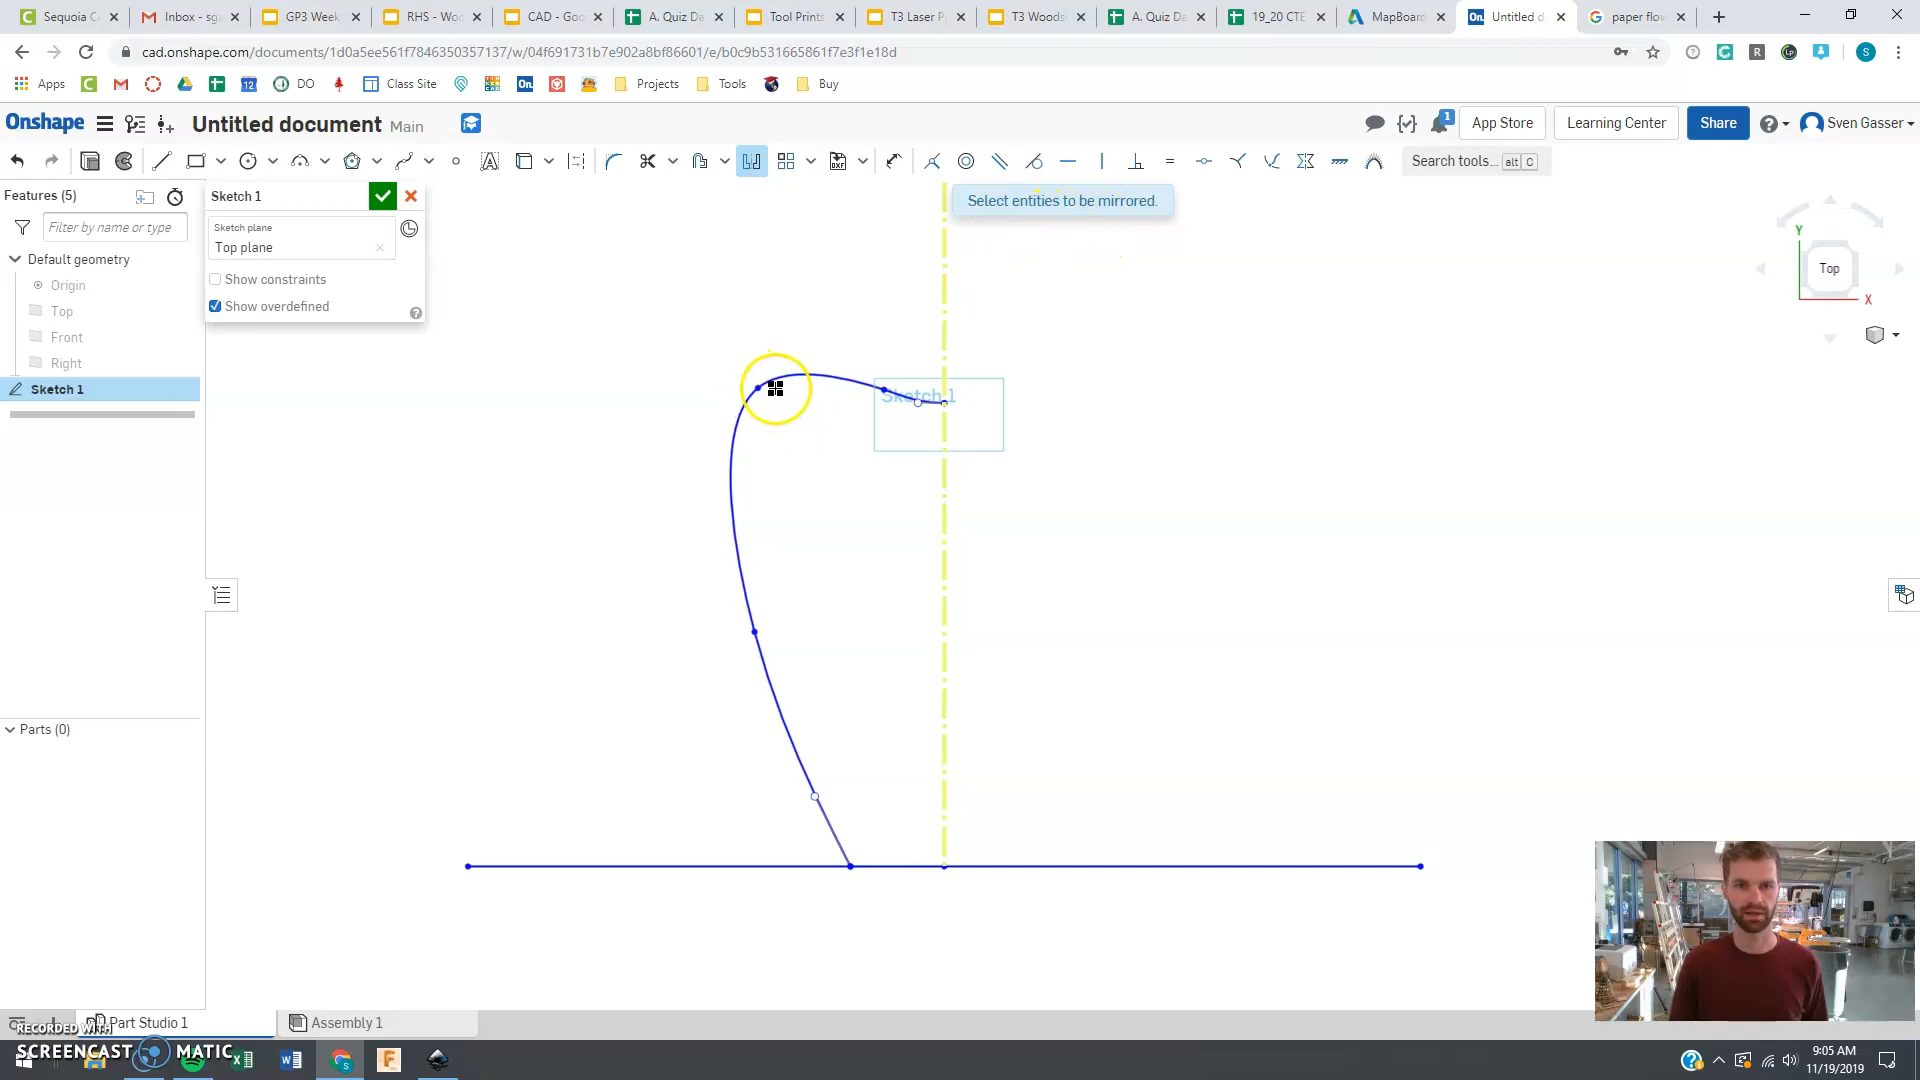 Sequoia C
Inbox - sg
GP3 Week
RHS - Woo
CAD - Goo
A. Quiz Da
Tool Prints
T3 Laser P
T3 Woodsh
A. Quiz Da
19_20 CTE
MapBoard
Untitled d
paper flow
cad.onshape.com/documents/1d0a5ee561f7846350357137/w/04f691731b7e902a8bf86601/e/b0c9b531665861f7e3f1e18d
Apps
DO
Class Site
On
Projects
Tools
Buy
Onshape
Untitled document Main
1
App Store
Learning Center
Share
Sven Gasser
Search tools... alt C
Features (5)
Filter by name or type
Default geometry
Origin
Top
Front
Right
Sketch 1
Parts (0)
Sketch 1
Sketch plane
Top plane
Show constraints
Show overdefined
Select entities to be mirrored.
Sketch 1
Y
Top
X
Part Studio 1
Assembly 1
RECORDED WITH
SCREENCAST MATIC
9:05 AM
11/19/2019